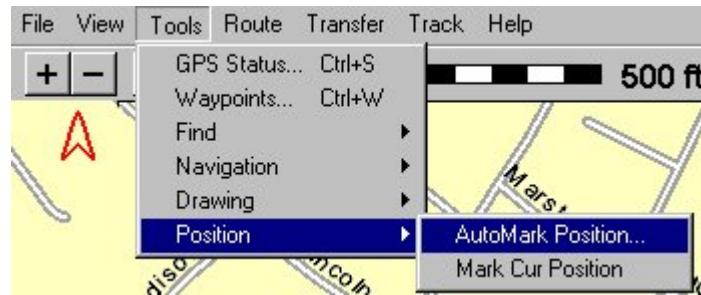 File View Tools Route Transfer Track Help
+ −
500 ft
GPS Status... Ctrl+S
Waypoints... Ctrl+W
Find
Navigation
Drawing
Position
AutoMark Position...
Mark Cur Position